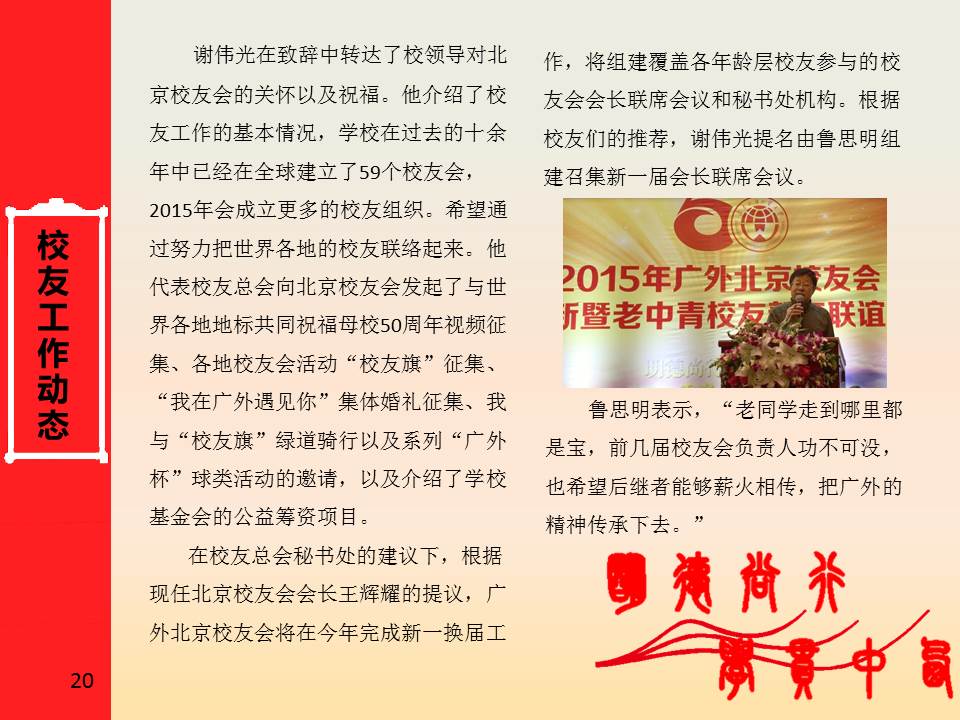 校友工作动态
谢伟光在致辞中转达了校领导对北
京校友会的关怀以及祝福。他介绍了校
友工作的基本情况，学校在过去的十余
年中已经在全球建立了59个校友会，
2015年会成立更多的校友组织。希望通
过努力把世界各地的校友联络起来。他
代表校友总会向北京校友会发起了与世
界各地地标共同祝福母校50周年视频征
集、各地校友会活动“校友旗”征集、
“我在广外遇见你”集体婚礼征集、我
与“校友旗”绿道骑行以及系列“广外
杯”球类活动的邀请，以及介绍了学校
基金会的公益筹资项目。
在校友总会秘书处的建议下，根据
现任北京校友会会长王辉耀的提议，广
外北京校友会将在今年完成新一换届工
作，将组建覆盖各年龄层校友参与的校
友会会长联席会议和秘书处机构。根据
校友们的推荐，谢伟光提名由鲁思明组
建召集新一届会长联席会议。
2015年广外北京校友会
新暨老中青校友 联谊
明德尚行
鲁思明表示，“老同学走到哪里都
是宝，前几届校友会负责人功不可没，
也希望后继者能够薪火相传，把广外的
精神传承下去。”
明德尚行
學貫中西
20